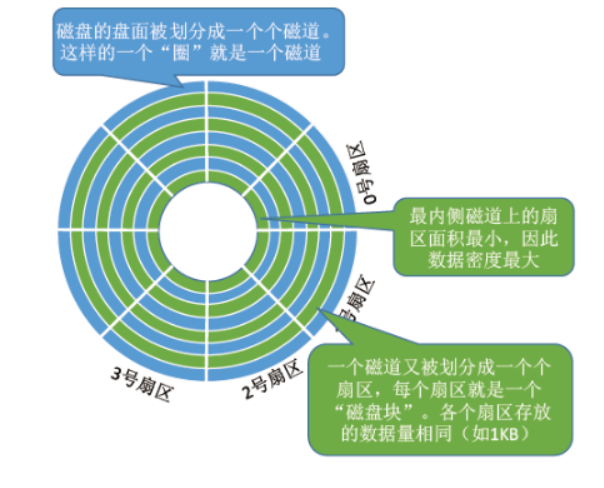 磁盘的盘面被划分成一个个磁道。
这样的一个“圈”就是一个磁道
0号扇区
最内侧磁道上的扇
区面积最小，因此
数据密度最大
号扇区
一个磁道又被划分成一个个
扇区，每个扇区就是一个
“磁盘块”。各个扇区存放
的数据量相同（如1KB）
2号扇区
3号扇区